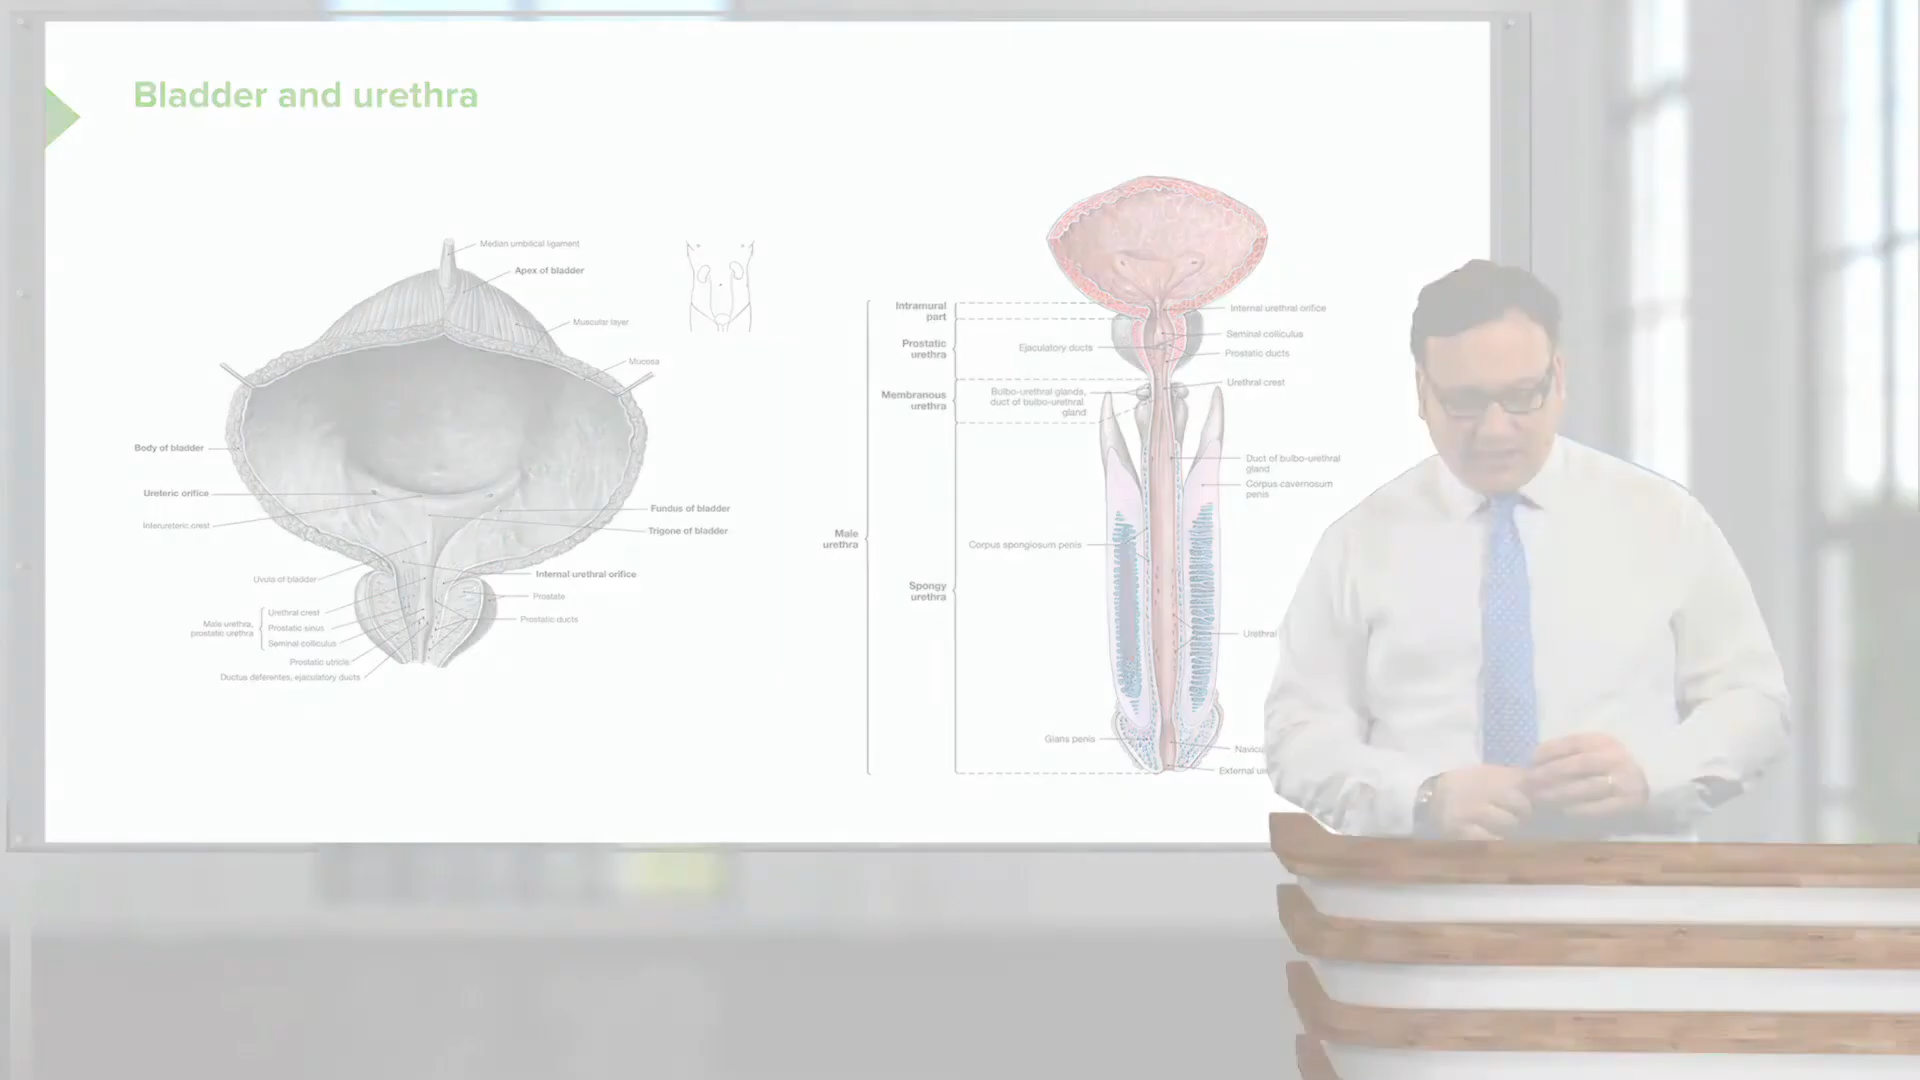 Bladder and urethra
Median umbilical ligament
Apex of bladder
Muscular layer
Mucosa
Body of bladder
Ureteric orifice
Interureteric crest
Fundus of bladder
Trigone of bladder
Uvula of bladder
Internal urethral orifice
Prostate
Prostatic ducts
Male urethra,
prostatic urethra
Urethral crest
Prostatic sinus
Seminal colliculus
Prostatic utricle
Ductus deferentes, ejaculatory ducts
Male
urethra
Intramural
part
Prostatic
urethra
Membranous
urethra
Spongy
urethra
Ejaculatory ducts
Bulbo-urethral glands,
duct of bulbo-urethral
gland
Corpus spongiosum penis
Glans penis
Internal urethral orifice
Seminal colliculus
Prostatic ducts
Urethral crest
Duct of bulbo-urethral
gland
Corpus cavernosum
penis
Urethral
External